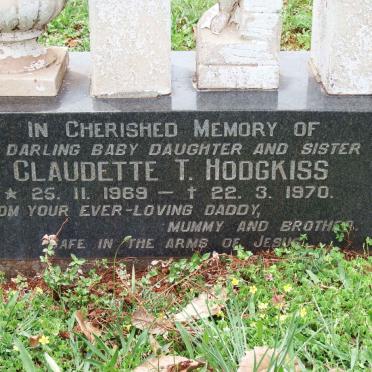 IN CHERISHED MEMORY OF
DARLING BABY DAUGHTER AND SISTER
CLAUDETTE T. HODGKISS
* 25. 11. 1969 – † 22. 3. 1970.
OM YOUR EVER-LOVING DADDY,
MUMMY AND BROTHER.
SAFE IN THE ARMS OF JESUS